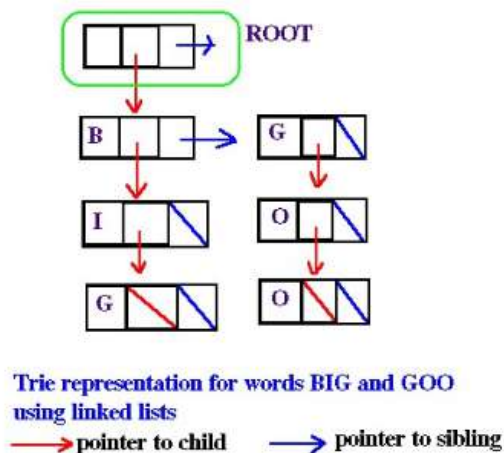 ROOT
B
G
I
O
G
O
Trie representation for words BIG and GOO
using linked lists
pointer to child
pointer to sibling